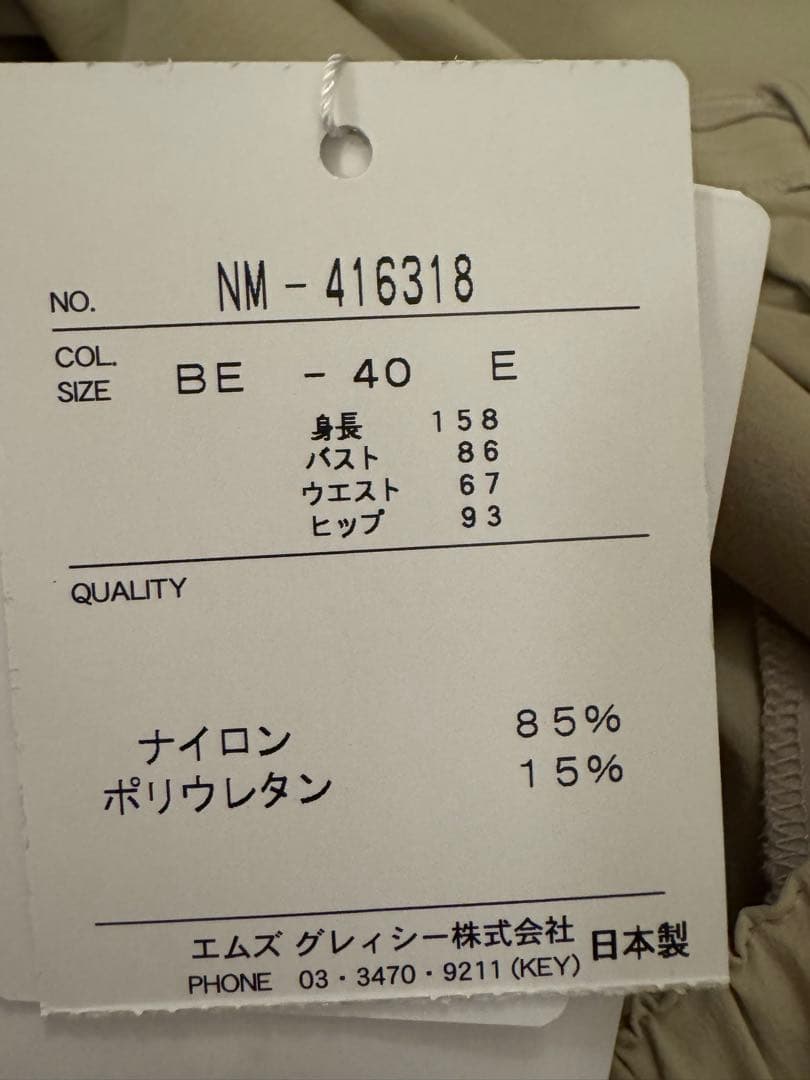 NO. NM-416318
COL.
SIZE BE -40 E
身長 158
バスト 86
ウエスト 67
ヒップ 93
QUALITY
ナイロン 85%
ポリウレタン 15%
エムズ グレィシー株式会社 日本製
PHONE 03・3470・9211(KEY)